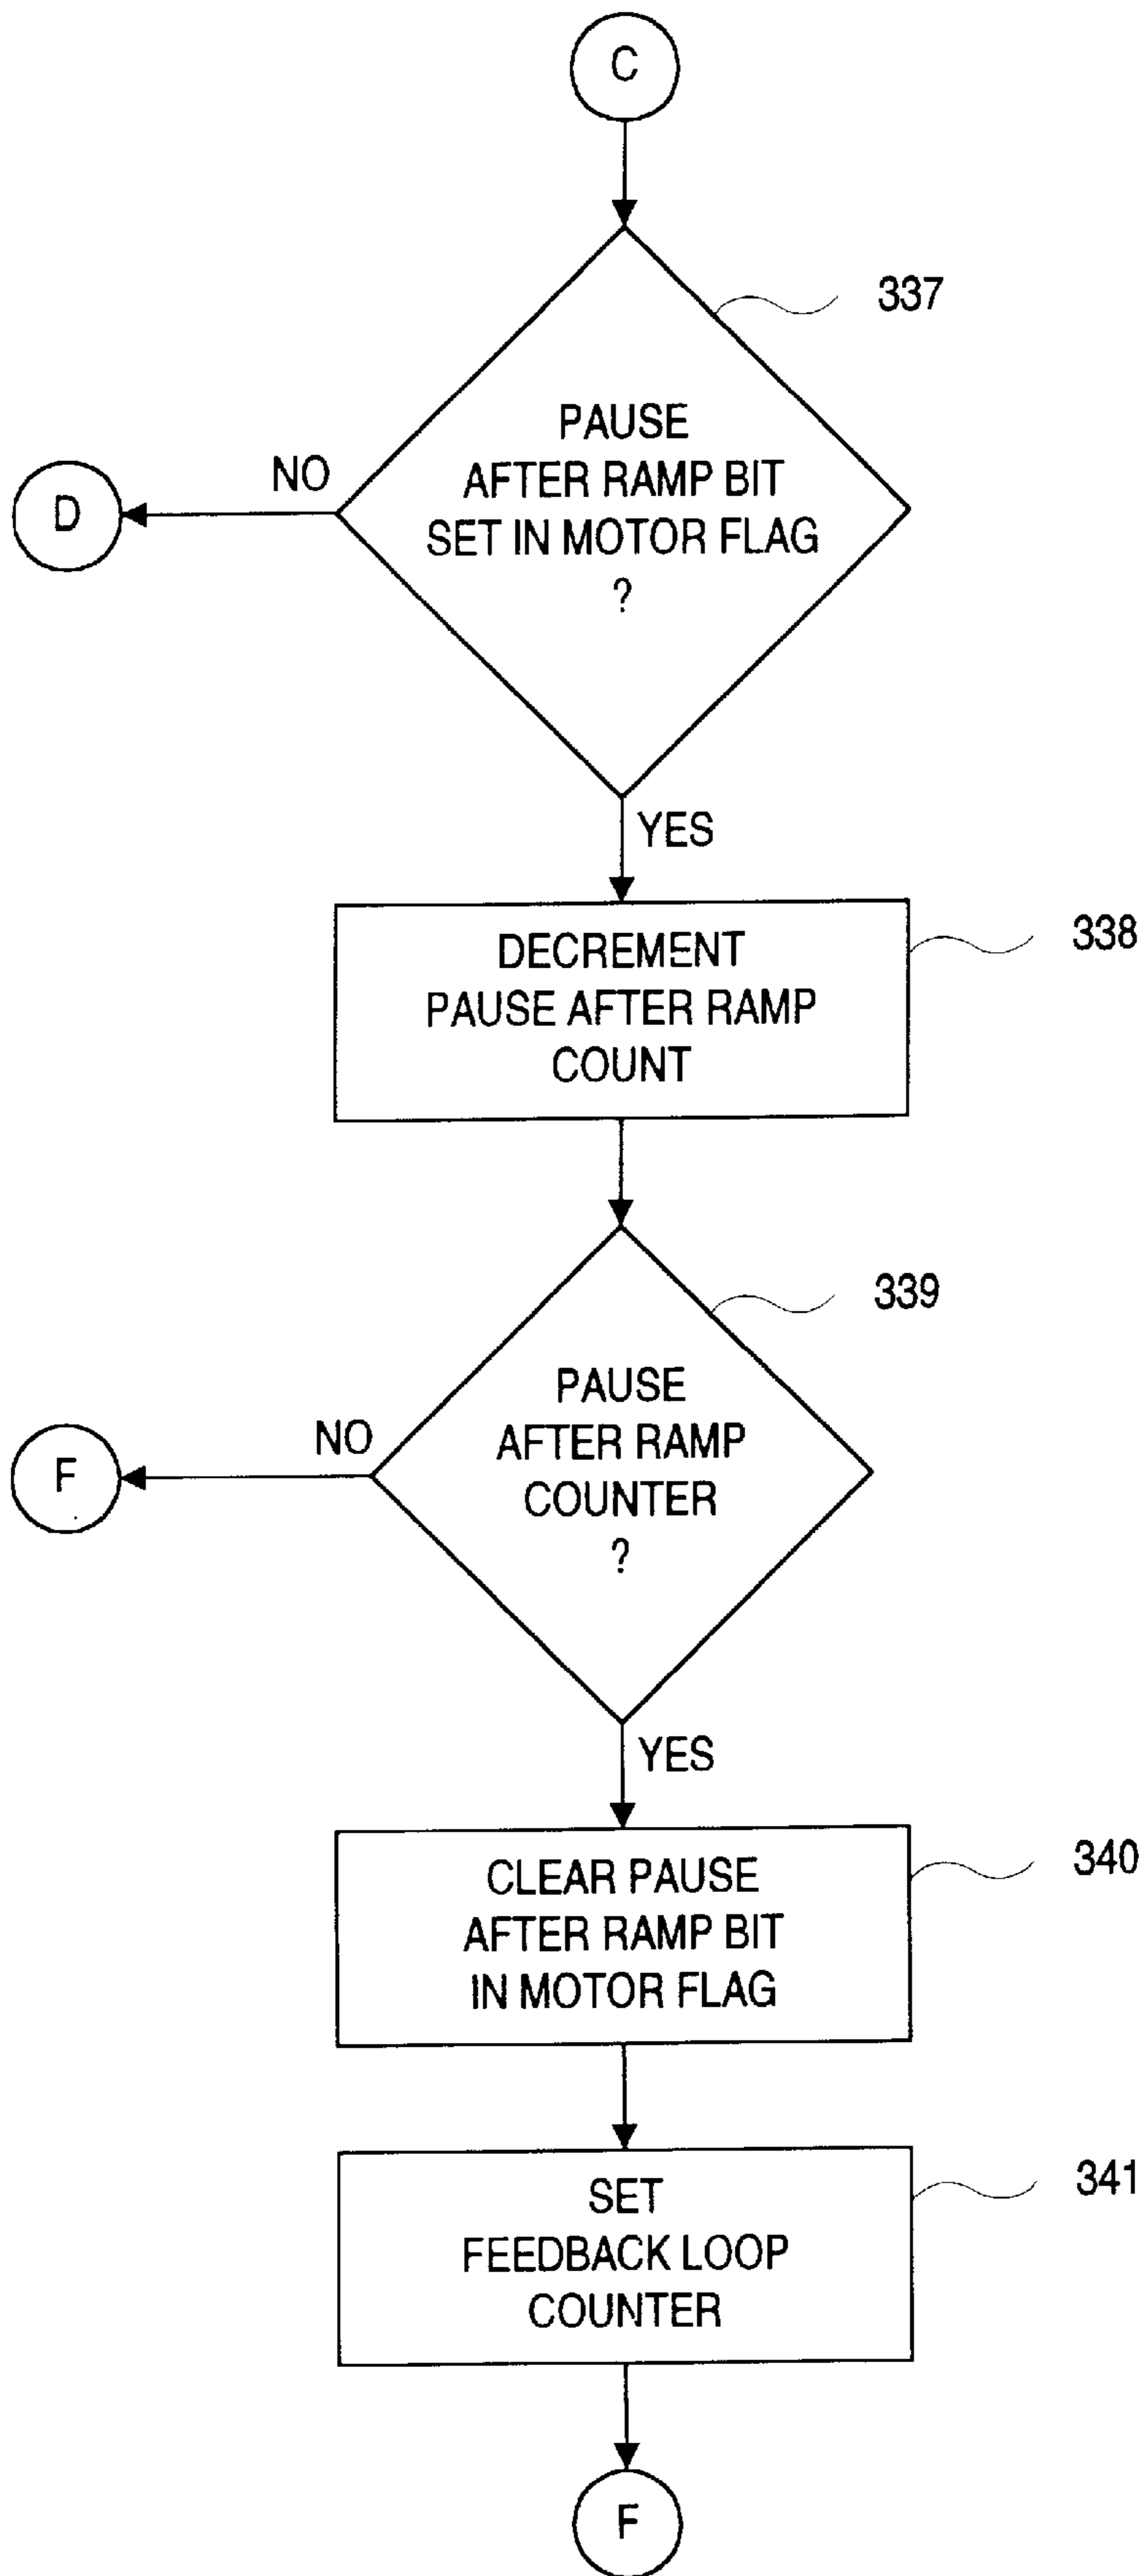 C
337
PAUSE
AFTER RAMP BIT
SET IN MOTOR FLAG
?
NO
D
YES
338
DECREMENT
PAUSE AFTER RAMP
COUNT
339
PAUSE
AFTER RAMP
COUNTER
?
NO
F
YES
340
CLEAR PAUSE
AFTER RAMP BIT
IN MOTOR FLAG
341
SET
FEEDBACK LOOP
COUNTER
F